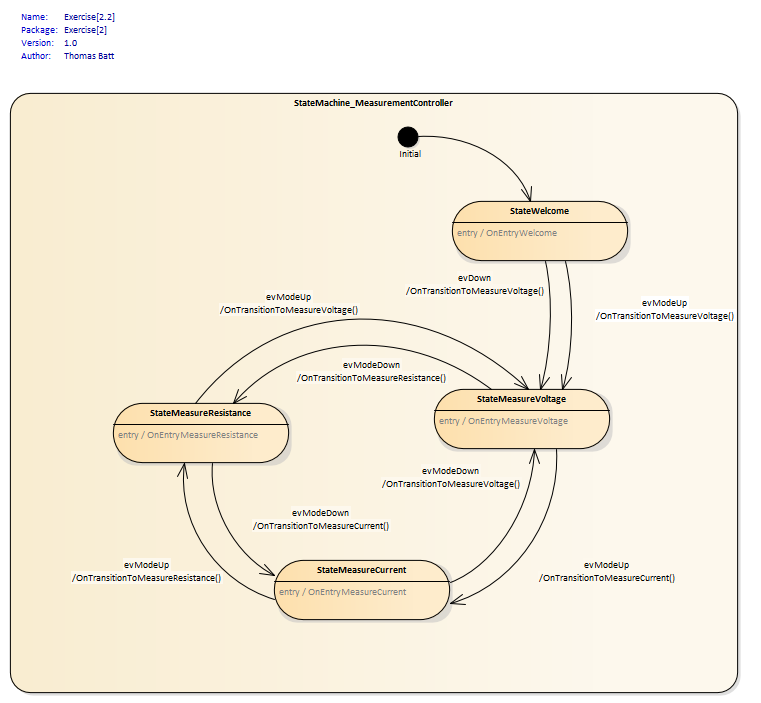 Name: Exercise[2.2]
Package: Exercise[2]
Version: 1.0
Author: Thomas Batt
StateMachine_MeasurementController
Initial
StateWelcome
entry / OnEntryWelcome
evDown
/OnTransitionToMeasureVoltage()
evModeUp
/OnTransitionToMeasureVoltage()
evModeUp
/OnTransitionToMeasureVoltage()
evModeDown
/OnTransitionToMeasureResistance()
StateMeasureVoltage
entry / OnEntryMeasureVoltage
StateMeasureResistance
entry / OnEntryMeasureResistance
evModeDown
/OnTransitionToMeasureVoltage()
evModeDown
/OnTransitionToMeasureCurrent()
evModeUp
/OnTransitionToMeasureResistance()
evModeUp
/OnTransitionToMeasureCurrent()
StateMeasureCurrent
entry / OnEntryMeasureCurrent